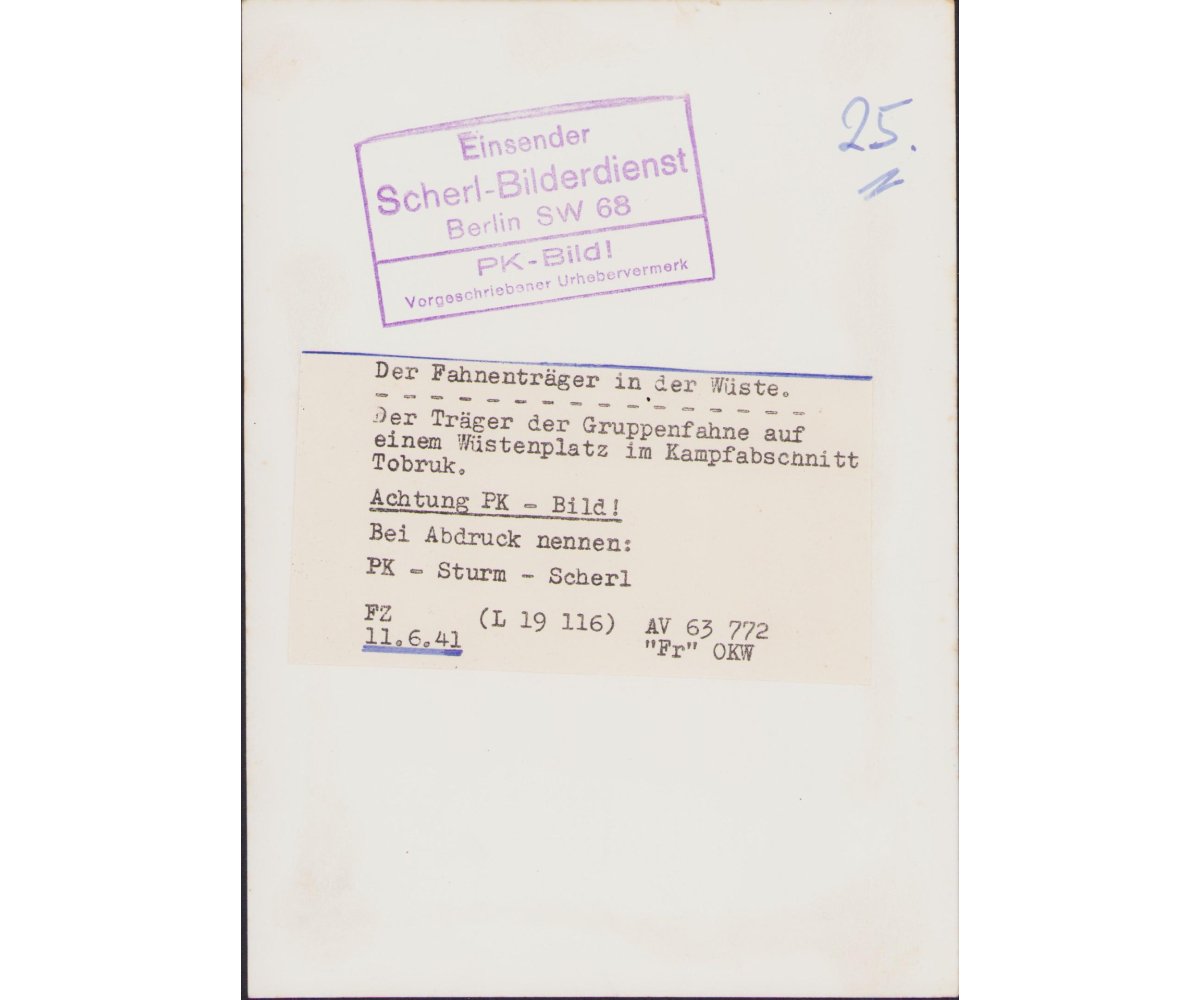 Einsender
Scherl-Bilderdienst
Berlin SW 68
PK-Bild!
Vorgeschriebener Urhebervermerk
25.
Der Fahnenträger in der Wüste.
Der Träger der Gruppenfahne auf
einem Wüstenplatz im Kampfabschnitt
Tobruk.
Achtung PK - Bild!
Bei Abdruck nennen:
PK - Sturm - Scherl
FZ (L 19 116) AV 63 772
11.6.41 "Fr" OKW